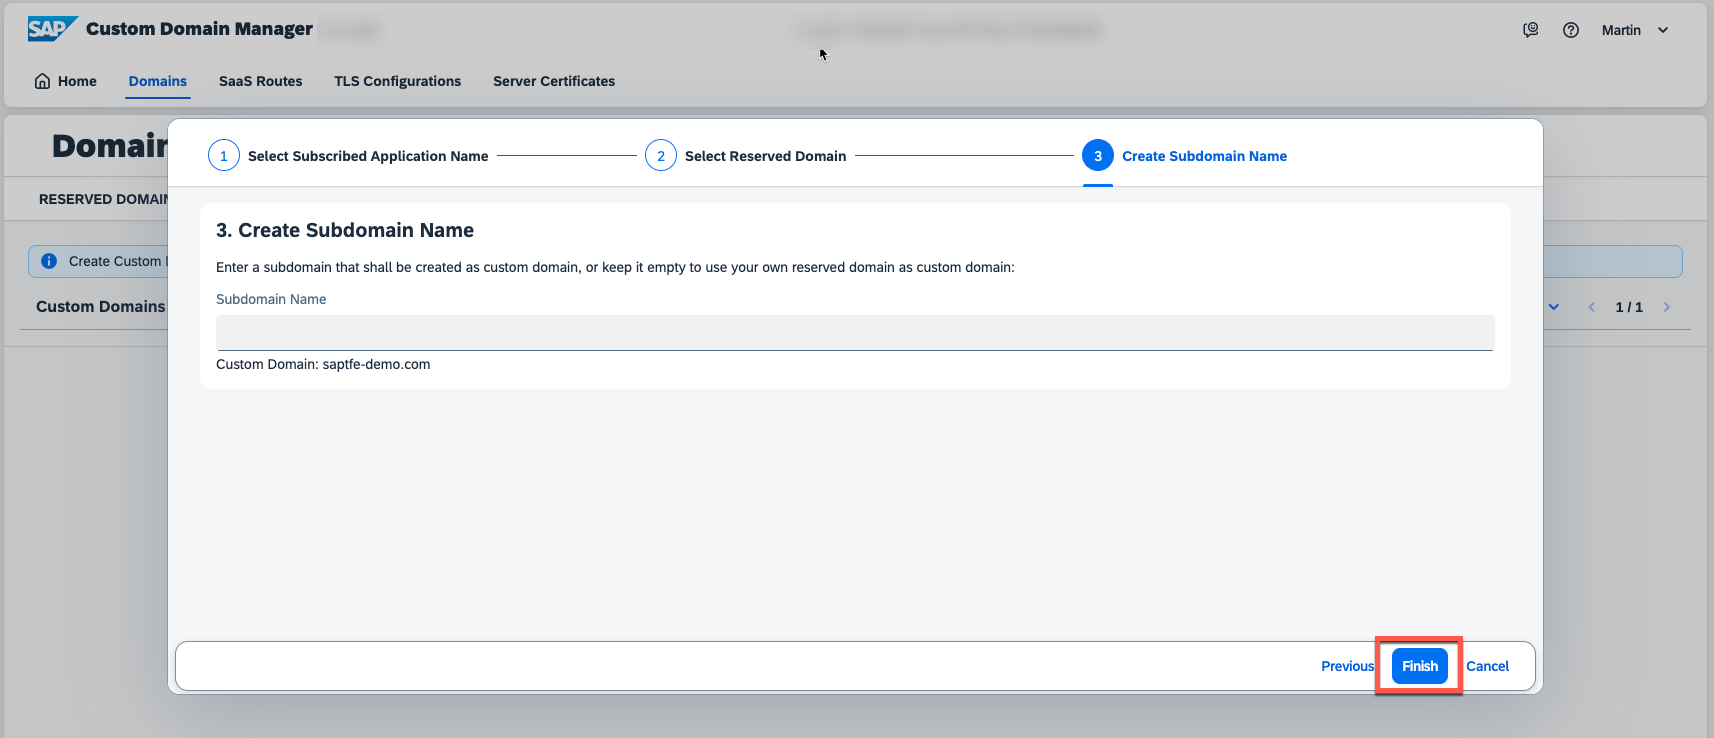 SAP Custom Domain Manager
Martin
Home Domains SaaS Routes TLS Configurations Server Certificates
1 Select Subscribed Application Name 2 Select Reserved Domain 3 Create Subdomain Name
3. Create Subdomain Name
Enter a subdomain that shall be created as custom domain, or keep it empty to use your own reserved domain as custom domain:
Subdomain Name
Custom Domain: saptfe-demo.com
Previous Finish Cancel
RESERVED
Create Custom
Custom Domains
1 / 1